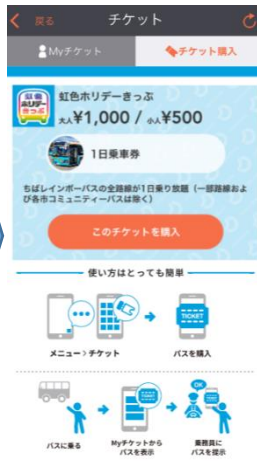 戻る
チケット
Myチケット
チケット購入
虹色
ホリデー
きっぷ
虹色ホリデーきっぷ
大人¥1,000 / 小人¥500
1日乗車券
ちばレインボーバスの全路線が1日乗り放題（一部路線およ
び各市コミュニティーバスは除く）
このチケットを購入
使い方はとっても簡単
TICKET
メニュー > チケット
パスを購入
OK
バスに乗る
Myチケットから
パスを表示
乗務員に
パスを提示